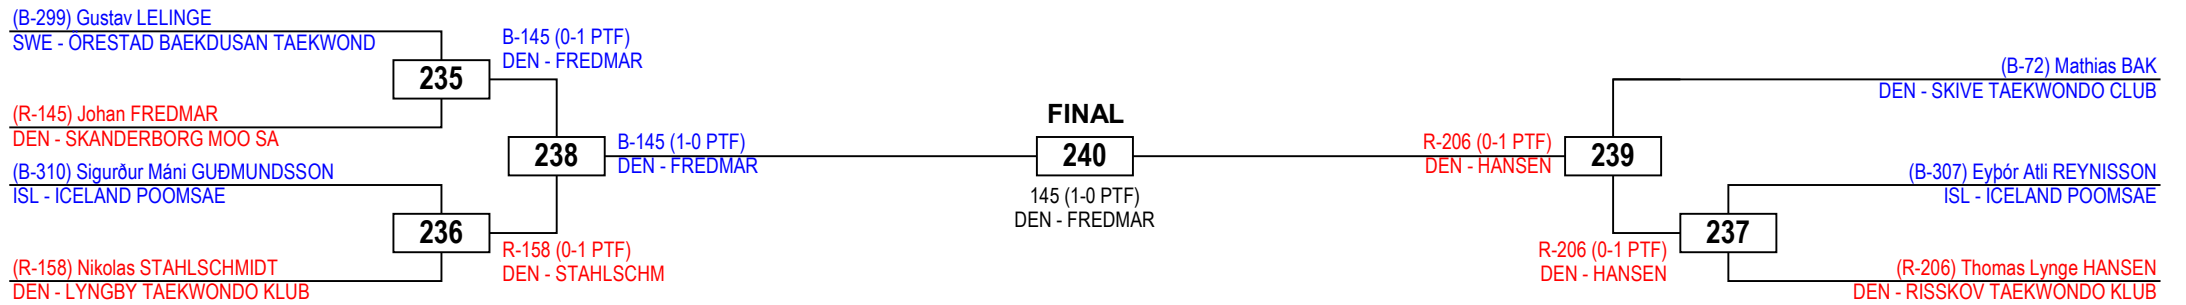 (B-299) Gustav LELINGE
SWE - ÖRESTAD BAEKDUSAN TAEKWOND
235
(R-145) Johan FREDMAR
DEN - SKANDERBORG MOO SA
B-145 (0-1 PTF)
DEN - FREDMAR
(B-310) Sigurður Máni GUÐMUNDSSON
ISL - ICELAND POOMSAE
236
(R-158) Nikolas STAHLSCHMIDT
DEN - LYNGBY TAEKWONDO KLUB
R-158 (0-1 PTF)
DEN - STAHLSCHM
238
B-145 (1-0 PTF)
DEN - FREDMAR
FINAL
240
145 (1-0 PTF)
DEN - FREDMAR
R-206 (0-1 PTF)
DEN - HANSEN
239
(B-72) Mathias BAK
DEN - SKIVE TAEKWONDO CLUB
(B-307) Eyþór Atli REYNISSON
ISL - ICELAND POOMSAE
237
R-206 (0-1 PTF)
DEN - HANSEN
(R-206) Thomas Lynge HANSEN
DEN - RISSKOV TAEKWONDO KLUB